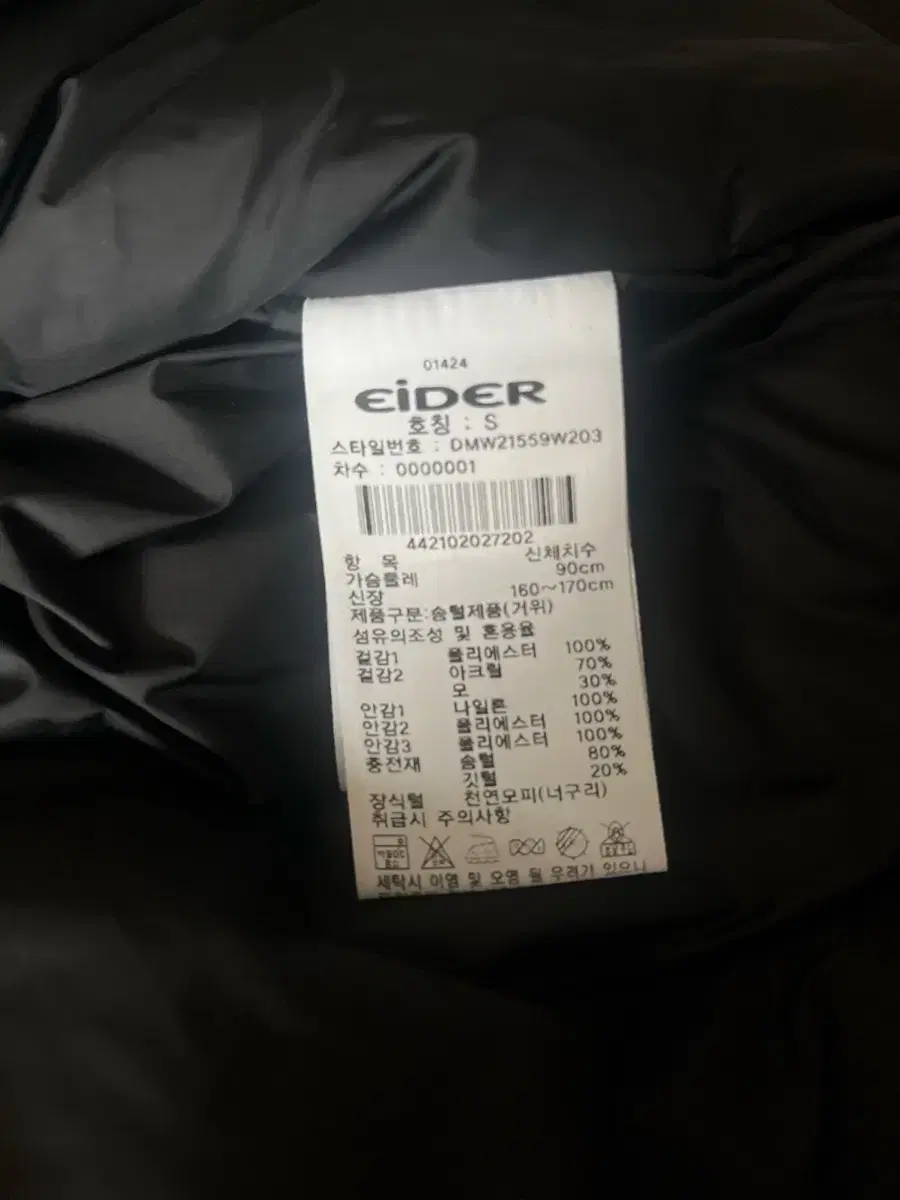 01424
EiDER
호칭 : S
스타일번호 : DMW21559W203
차수 : 0000001
442102027202
항 목 신체치수
가슴둘레 90cm
신장 160~170cm
제품구분:솜털제품(거위)
섬유의조성 및 혼용율
겉감1 폴리에스터 100%
겉감2 아크릴 70%
모 30%
안감1 나일론 100%
안감2 폴리에스터 100%
안감3 폴리에스터 100%
충전재 솜털 80%
깃털 20%
장식털 천연모피(너구리)
취급시 주의사항
세탁시 이염 및 오염 될 우려가 있으니